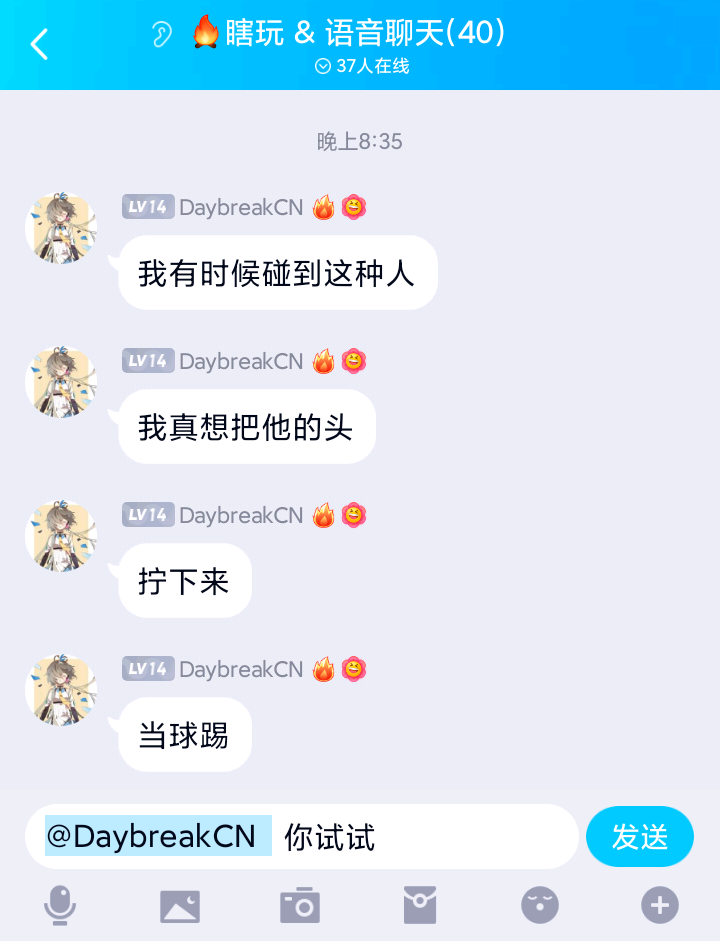 🔥瞎玩 & 语音聊天(40)
37人在线
晚上8:35
LV14 DaybreakCN
我有时候碰到这种人
LV14 DaybreakCN
我真想把他的头
LV14 DaybreakCN
拧下来
LV14 DaybreakCN
当球踢
@DaybreakCN 你试试
发送